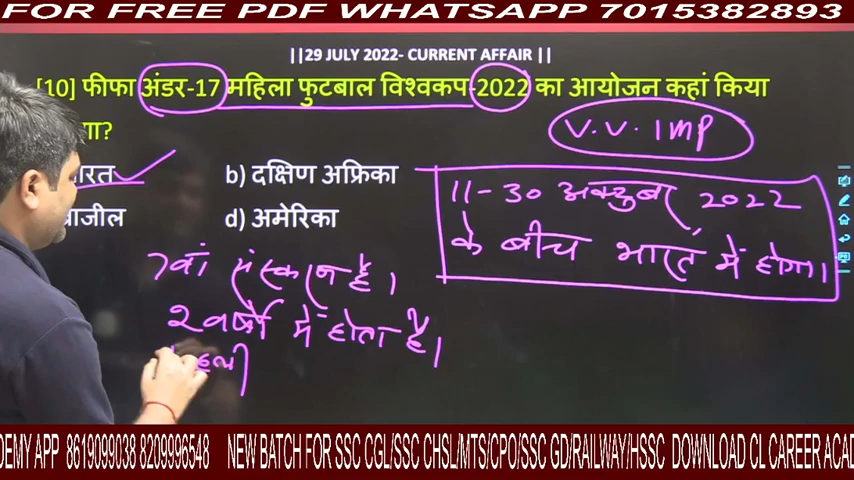 FOR FREE PDF WHATSAPP 7015382893
||29 JULY 2022- CURRENT AFFAIR ||
[10] फीफा अंडर-17 महिला फुटबाल विश्वकप-2022 का आयोजन कहां किया
V.V. IMP
b) दक्षिण अफ्रिका
d) अमेरिका
11-30 अक्टुबर, 2022
के बीच भारत में होगा।
7वां संस्करन है।
2 वर्षो में होता है।
DEMY APP 8619099038 8209996548 NEW BATCH FOR SSC CGL/SSC CHSL/MTS/CPO/SSC GD/RAILWAY/HSSC DOWNLOAD CL CAREER ACAD